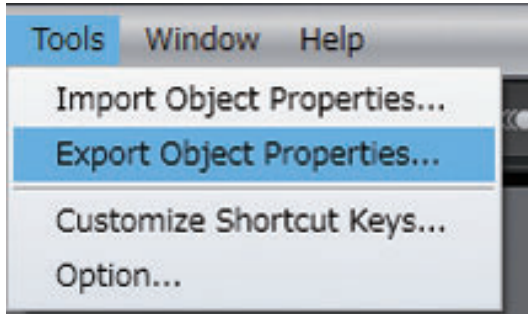 Tools Window Help
Import Object Properties...
Export Object Properties...
Customize Shortcut Keys...
Option...